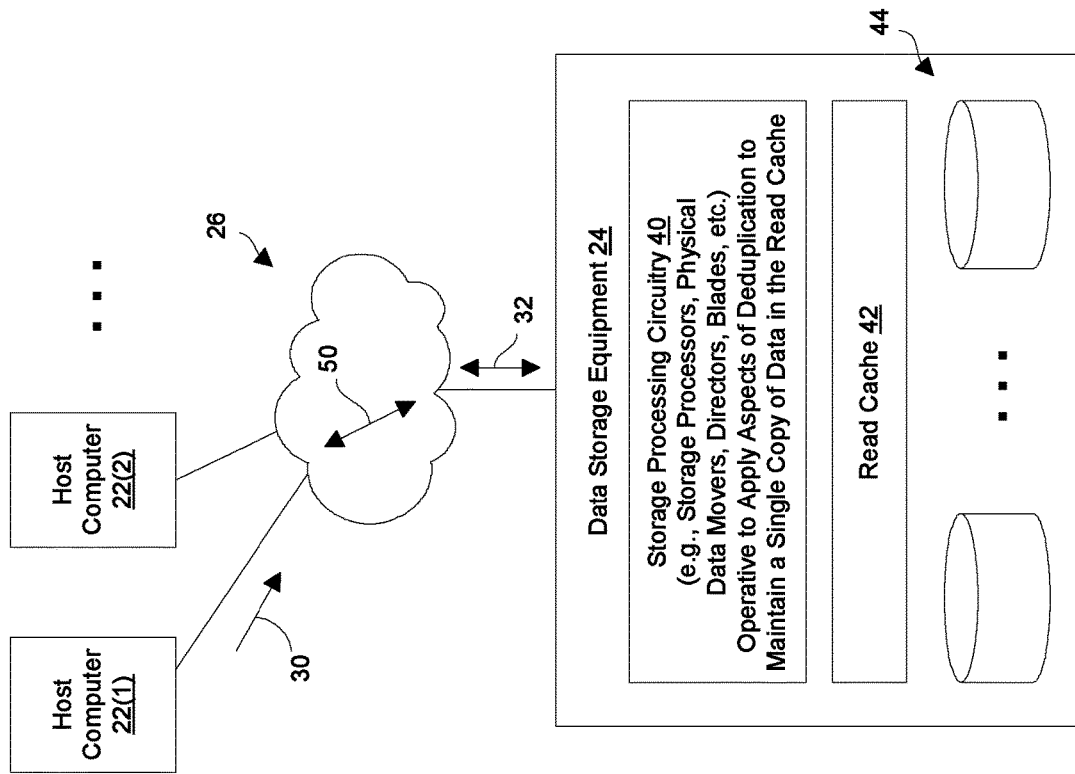 Host
Computer
22(1)
Host
Computer
22(2)
30
50
26
32
Data Storage Equipment 24
Storage Processing Circuitry 40
(e.g., Storage Processors, Physical
Data Movers, Directors, Blades, etc.)
Operative to Apply Aspects of Deduplication to
Maintain a Single Copy of Data in the Read Cache
Read Cache 42
44